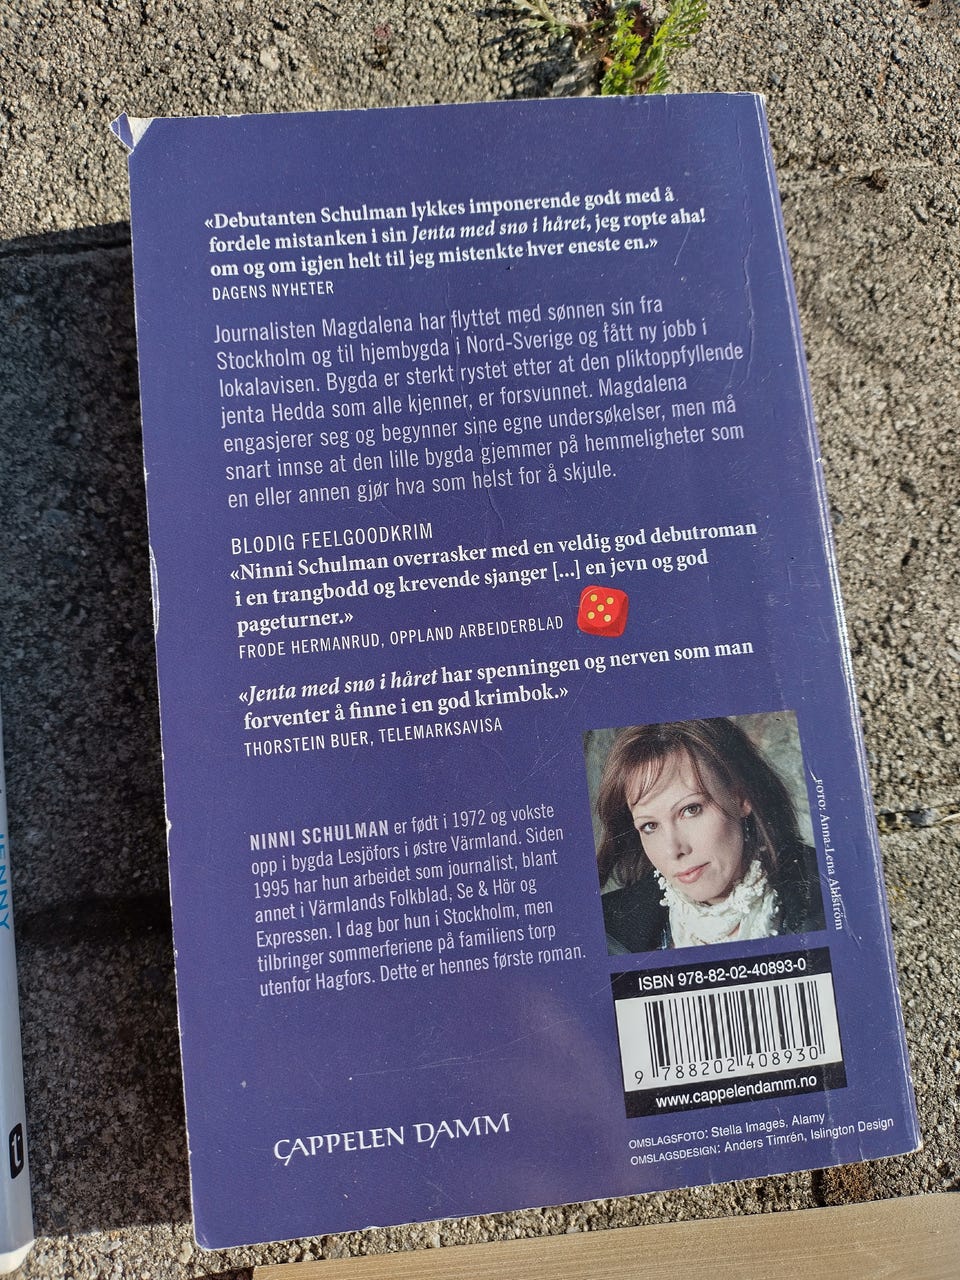 «Debutanten Schulman lykkes imponerende godt med å
fordele mistanken i sin Jenta med snø i håret, jeg ropte aha!
om og om igjen helt til jeg mistenkte hver eneste en.»
DAGENS NYHETER
Journalisten Magdalena har flyttet med sønnen sin fra
Stockholm og til hjembygda i Nord-Sverige og fått ny jobb i
lokalavisen. Bygda er sterkt rystet etter at den pliktoppfyllende
jenta Hedda som alle kjenner, er forsvunnet. Magdalena
engasjerer seg og begynner sine egne undersøkelser, men må
snart innse at den lille bygda gjemmer på hemmeligheter som
en eller annen gjør hva som helst for å skjule.
BLODIG FEELGOODKRIM
«Ninni Schulman overrasker med en veldig god debutroman
i en trangbodd og krevende sjanger [...] en jevn og god
pageturner.»
FRODE HERMANRUD, OPPLAND ARBEIDERBLAD
«Jenta med snø i håret har spenningen og nerven som man
forventer å finne i en god krimbok.»
THORSTEIN BUER, TELEMARKSAVISA
NINNI SCHULMAN er født i 1972 og vokste
opp i bygda Lesjöfors i østre Värmland. Siden
1995 har hun arbeidet som journalist, blant
annet i Värmlands Folkblad, Se & Hör og
Expressen. I dag bor hun i Stockholm, men
tilbringer sommerferiene på familiens torp
utenfor Hagfors. Dette er hennes første roman.
FOTO: Anna-Lena Ahlström
ISBN 978-82-02-40893-0
9 788202 408930
www.cappelendamm.no
CAPPELEN DAMM
OMSLAGSFOTO: Stella Images, Alamy
OMSLAGSDESIGN: Anders Timrén, Islington Design
JENNY
t